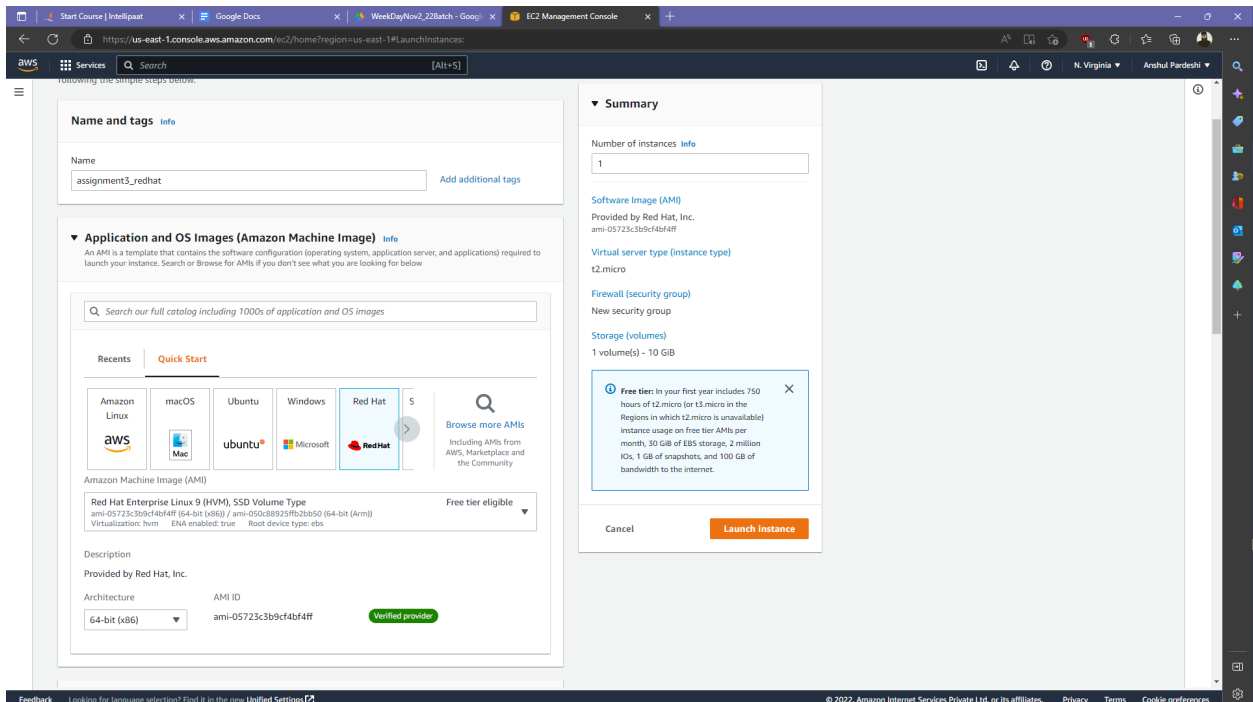 Start Course | Intellipaat
Google Docs
WeekDayNov2_22Batch - Google
EC2 Management Console
https://us-east-1.console.aws.amazon.com/ec2/home?region=us-east-1#LaunchInstances:
aws
Services
Search
[Alt+S]
N. Virginia
Anshul Pardeshi
following the simple steps below.
Name and tags Info
Name
assignment3_redhat
Add additional tags
Application and OS Images (Amazon Machine Image) Info
An AMI is a template that contains the software configuration (operating system, application server, and applications) required to
launch your instance. Search or Browse for AMIs if you don't see what you are looking for below
Search our full catalog including 1000s of application and OS images
Recents
Quick Start
Amazon
Linux
aws
macOS
Mac
Ubuntu
ubuntu
Windows
Microsoft
Red Hat
Red Hat
S
Browse more AMIs
Including AMIs from
AWS, Marketplace and
the Community
Amazon Machine Image (AMI)
Red Hat Enterprise Linux 9 (HVM), SSD Volume Type
Free tier eligible
ami-05723c3b9cf4bf4ff (64-bit (x86)) / ami-050c88925ffb2bb50 (64-bit (Arm))
Virtualization: hvm ENA enabled: true Root device type: ebs
Description
Provided by Red Hat, Inc.
Architecture
AMI ID
64-bit (x86)
ami-05723c3b9cf4bf4ff
Verified provider
Summary
Number of instances Info
1
Software Image (AMI)
Provided by Red Hat, Inc.
ami-05723c3b9cf4bf4ff
Virtual server type (instance type)
t2.micro
Firewall (security group)
New security group
Storage (volumes)
1 volume(s) - 10 GiB
Free tier: In your first year includes 750
hours of t2.micro (or t3.micro in the
Regions in which t2.micro is unavailable)
instance usage on free tier AMIs per
month, 30 GiB of EBS storage, 2 million
IOs, 1 GB of snapshots, and 100 GB of
bandwidth to the internet.
Cancel
Launch instance
Feedback
Looking for language selection? Find it in the new Unified Settings
© 2022, Amazon Internet Services Private Ltd. or its affiliates.
Privacy
Terms
Cookie preferences